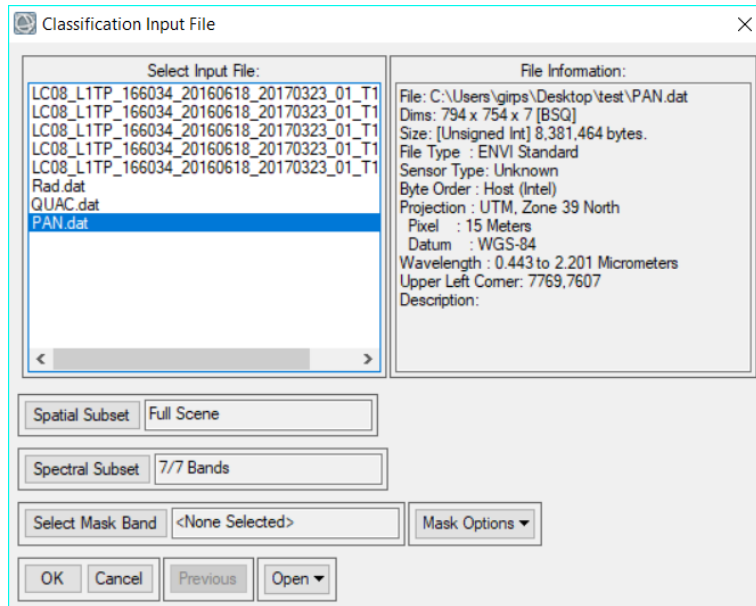 Classification Input File
Select Input File:
LC08_L1TP_166034_20160618_20170323_01_T1
LC08_L1TP_166034_20160618_20170323_01_T1
LC08_L1TP_166034_20160618_20170323_01_T1
LC08_L1TP_166034_20160618_20170323_01_T1
LC08_L1TP_166034_20160618_20170323_01_T1
Rad.dat
QUAC.dat
PAN.dat
File Information:
File: C:\Users\girps\Desktop\test\PAN.dat
Dims: 794 x 754 x 7 [BSQ]
Size: [Unsigned Int] 8,381,464 bytes.
File Type : ENVI Standard
Sensor Type: Unknown
Byte Order : Host (Intel)
Projection : UTM, Zone 39 North
Pixel : 15 Meters
Datum : WGS-84
Wavelength : 0.443 to 2.201 Micrometers
Upper Left Corner: 7769,7607
Description:
Spatial Subset Full Scene
Spectral Subset 7/7 Bands
Select Mask Band <None Selected> Mask Options
OK Cancel Previous Open